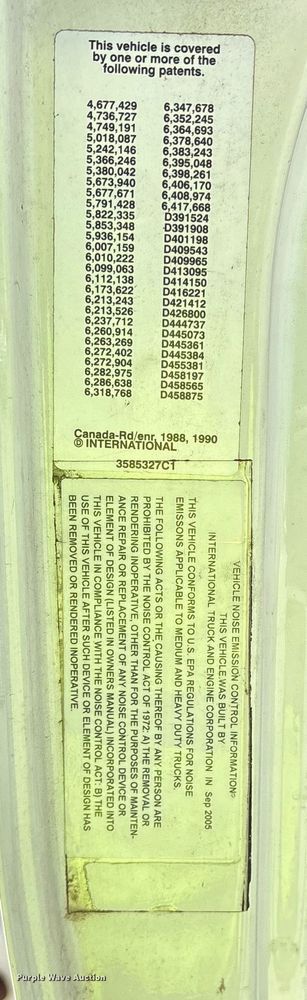 This vehicle is covered
by one or more of the
following patents.
4,677,429
4,736,727
4,749,191
5,018,087
5,242,146
5,366,246
5,380,042
5,673,940
5,677,671
5,791,428
5,822,335
5,853,348
5,936,154
6,007,159
6,010,222
6,099,063
6,112,138
6,173,622
6,213,243
6,213,526
6,237,712
6,260,914
6,263,269
6,272,402
6,272,904
6,282,975
6,286,638
6,318,768
6,347,678
6,352,245
6,364,693
6,378,640
6,383,243
6,395,048
6,398,261
6,406,170
6,408,974
6,417,668
D391524
D391908
D401198
D409543
D409965
D413095
D414150
D416221
D421412
D426800
D444737
D445073
D445361
D445384
D455381
D458197
D458565
D458875
Canada-Rd/enr. 1988, 1990
© INTERNATIONAL
3585327C1
VEHICLE NOISE EMISSION CONTROL INFORMATION
THIS VEHICLE WAS BUILT BY
INTERNATIONAL TRUCK AND ENGINE CORPORATION IN Sep 2005
THIS VEHICLE CONFORMS TO U.S. EPA REGULATIONS FOR NOISE
EMISSONS APPLICABLE TO MEDIUM AND HEAVY DUTY TRUCKS.
THE FOLLOWING ACTS OR THE CAUSING THEREOF BY ANY PERSON ARE
PROHIBITED BY THE NOISE CONTROL ACT OF 1972: A) THE REMOVAL OR
RENDERING INOPERATIVE, OTHER THAN FOR THE PURPOSES OF MAINTEN-
ANCE REPAIR OR REPLACEMENT OF ANY NOISE CONTROL DEVICE OR
ELEMENT OF DESIGN (LISTED IN OWNERS MANUAL) INCORPORATED INTO
THIS VEHICLE IN COMPLIANCE WITH THE NOISE CONTROL ACT: B) THE
USE OF THIS VEHICLE AFTER SUCH DEVICE OR ELEMENT OF DESIGN HAS
BEEN REMOVED OR RENDERED INOPERATIVE.
Purple Wave Auction